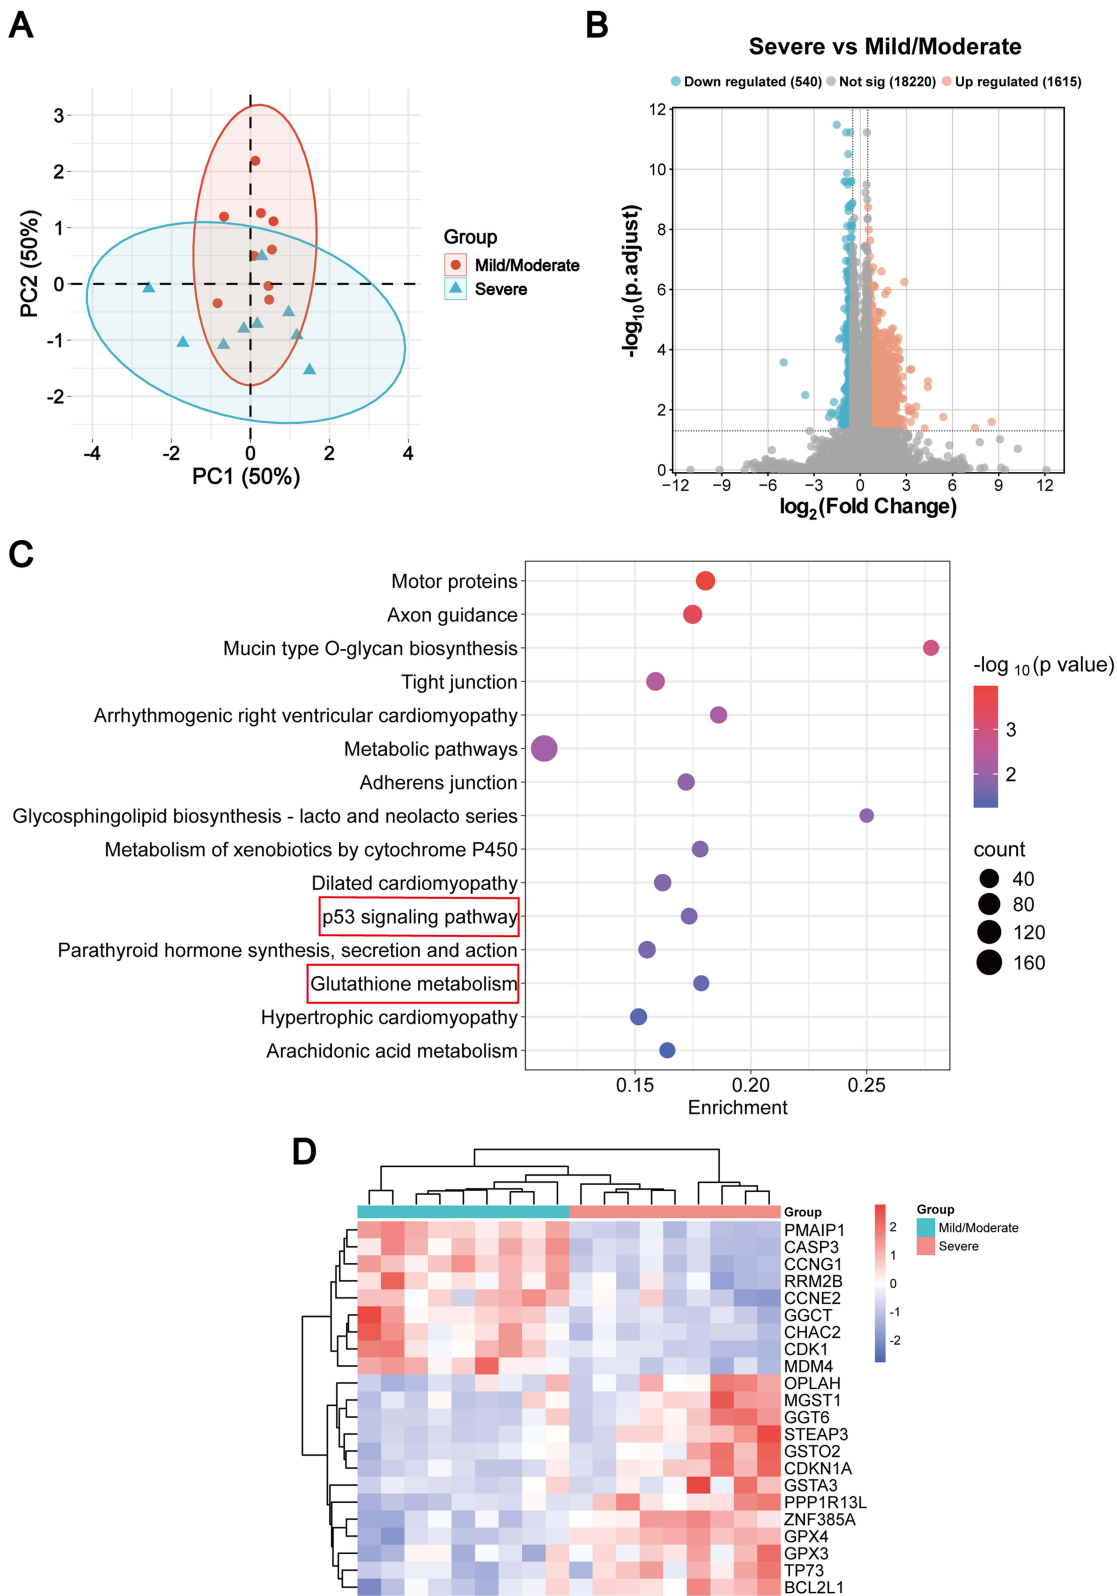 A
3
2
1
0
-1
-2
-4
-2
0
2
4
PC2 (50%)
PC1 (50%)
Group
Mild/Moderate
Severe
B
Severe vs Mild/Moderate
Down regulated (540) Not sig (18220) Up regulated (1615)
12
10
8
6
4
2
0
-log10(p.adjust)
−12 −9 −6 −3 0 3 6 9 12
log2(Fold Change)
C
Motor proteins
Axon guidance
Mucin type O-glycan biosynthesis
Tight junction
Arrhythmogenic right ventricular cardiomyopathy
Metabolic pathways
Adherens junction
Glycosphingolipid biosynthesis - lacto and neolacto series
Metabolism of xenobiotics by cytochrome P450
Dilated cardiomyopathy
p53 signaling pathway
Parathyroid hormone synthesis, secretion and action
Glutathione metabolism
Hypertrophic cardiomyopathy
Arachidonic acid metabolism
0.15 0.20 0.25
Enrichment
-log 10 (p value)
3
2
count
40
80
120
160
D
Group
PMAIP1
CASP3
CCNG1
RRM2B
CCNE2
GGCT
CHAC2
CDK1
MDM4
OPLAH
MGST1
GGT6
STEAP3
GSTO2
CDKN1A
GSTA3
PPP1R13L
ZNF385A
GPX4
GPX3
TP73
BCL2L1
2
1
0
-1
-2
Group
Mild/Moderate
Severe